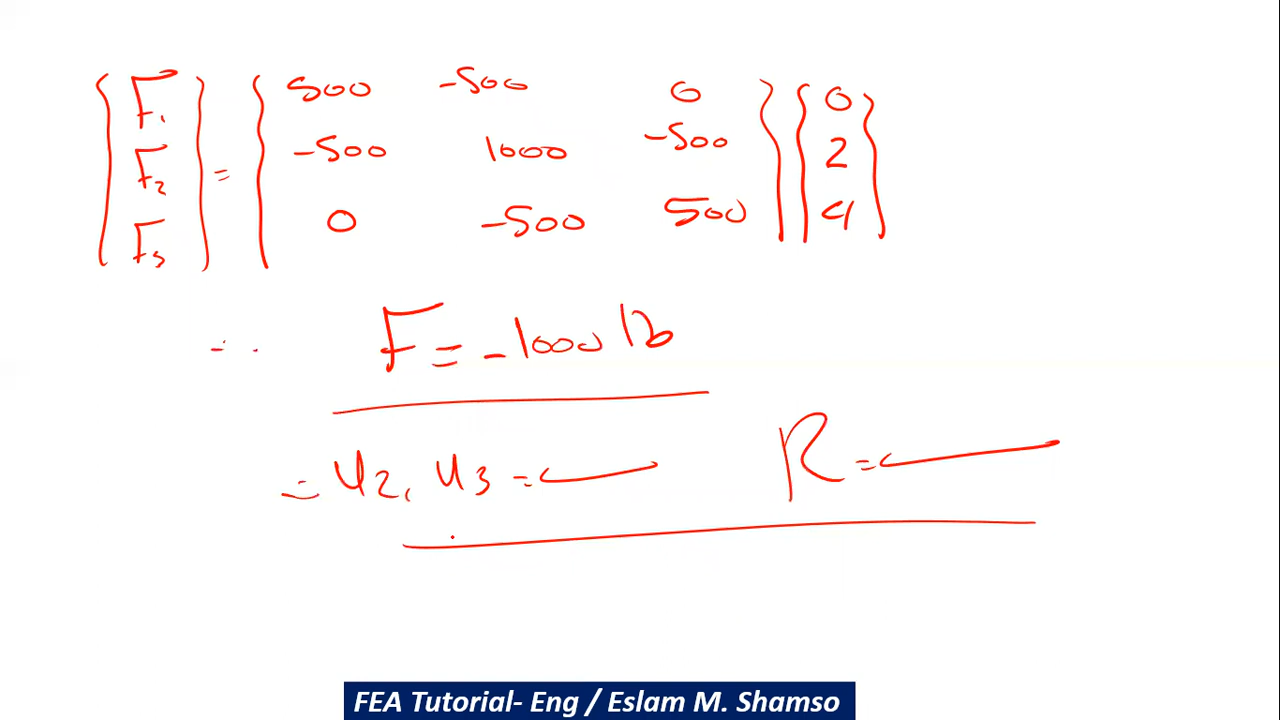 F1 500 -500 0 0
F2 = -500 1000 -500 2
F3 0 -500 500 4
F = -1000 lb
= u2, u3 = R =
FEA Tutorial- Eng / Eslam M. Shamso